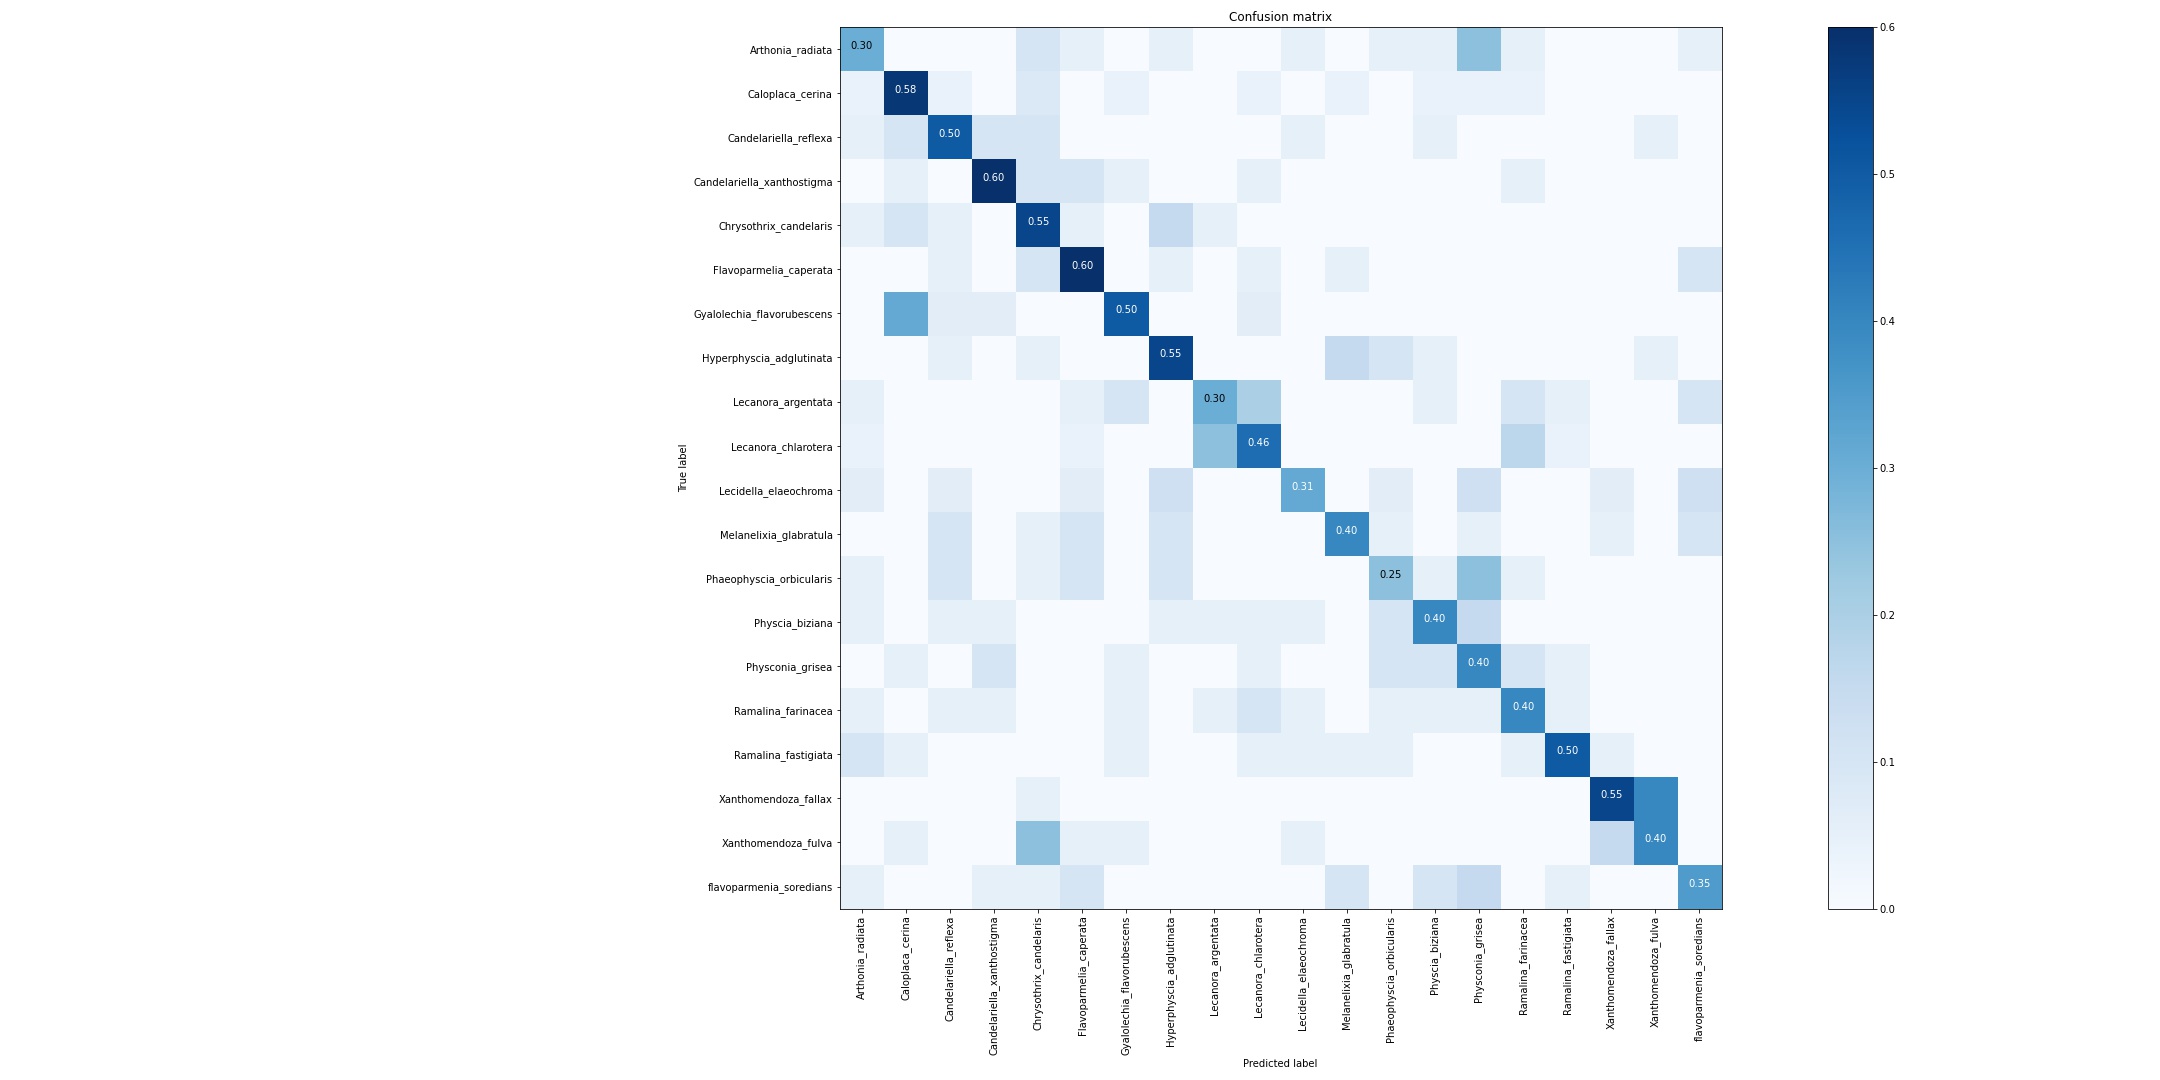 Confusion matrix
Arthonia_radiata 0.30
Caloplaca_cerina 0.58
Candelariella_reflexa 0.50
Candelariella_xanthostigma 0.60
Chrysothrix_candelaris 0.55
Flavoparmelia_caperata 0.60
Gyalolechia_flavorubescens 0.50
Hyperphyscia_adglutinata 0.55
Lecanora_argentata 0.30
Lecanora_chlarotera 0.46
Lecidella_elaeochroma 0.31
Melanelixia_glabratula 0.40
Phaeophyscia_orbicularis 0.25
Physcia_biziana 0.40
Physconia_grisea 0.40
Ramalina_farinacea 0.40
Ramalina_fastigiata 0.50
Xanthomendoza_fallax 0.55
Xanthomendoza_fulva 0.40
flavoparmenia_soredians 0.35
True label
Arthonia_radiata
Caloplaca_cerina
Candelariella_reflexa
Candelariella_xanthostigma
Chrysothrix_candelaris
Flavoparmelia_caperata
Gyalolechia_flavorubescens
Hyperphyscia_adglutinata
Lecanora_argentata
Lecanora_chlarotera
Lecidella_elaeochroma
Melanelixia_glabratula
Phaeophyscia_orbicularis
Physcia_biziana
Physconia_grisea
Ramalina_farinacea
Ramalina_fastigiata
Xanthomendoza_fallax
Xanthomendoza_fulva
flavoparmenia_soredians
Predicted label
0.6
0.5
0.4
0.3
0.2
0.1
0.0